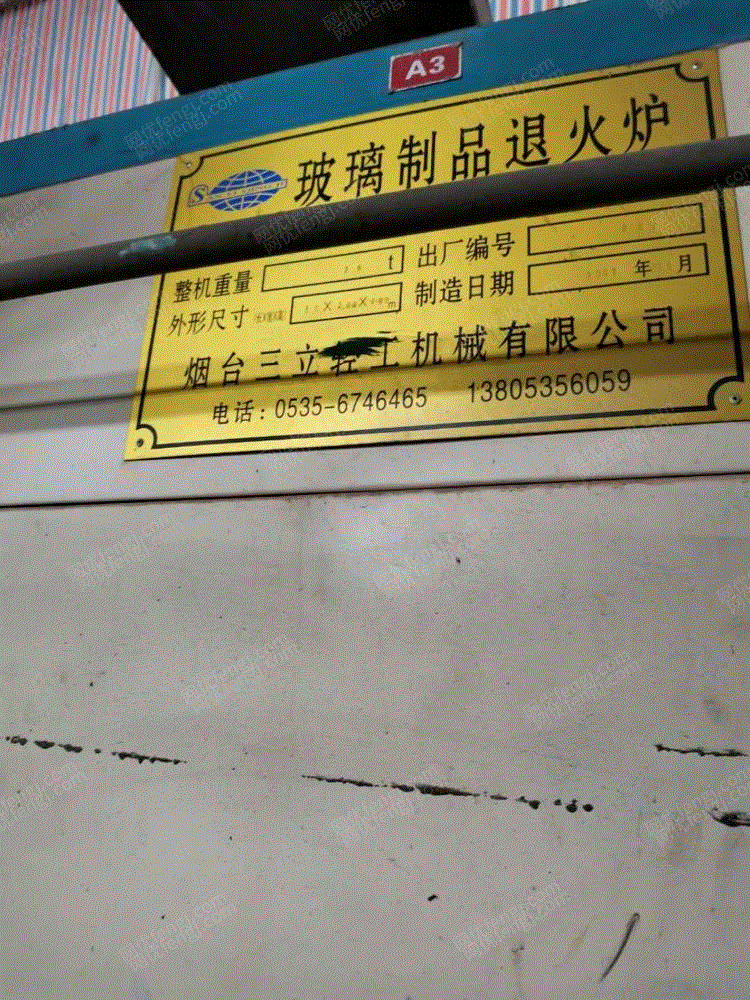 A3
玻璃制品退火炉
整机重量 t 出厂编号
外形尺寸 m 制造日期 年 月
烟台三立轻工机械有限公司
电话：0535-6746465 13805356059